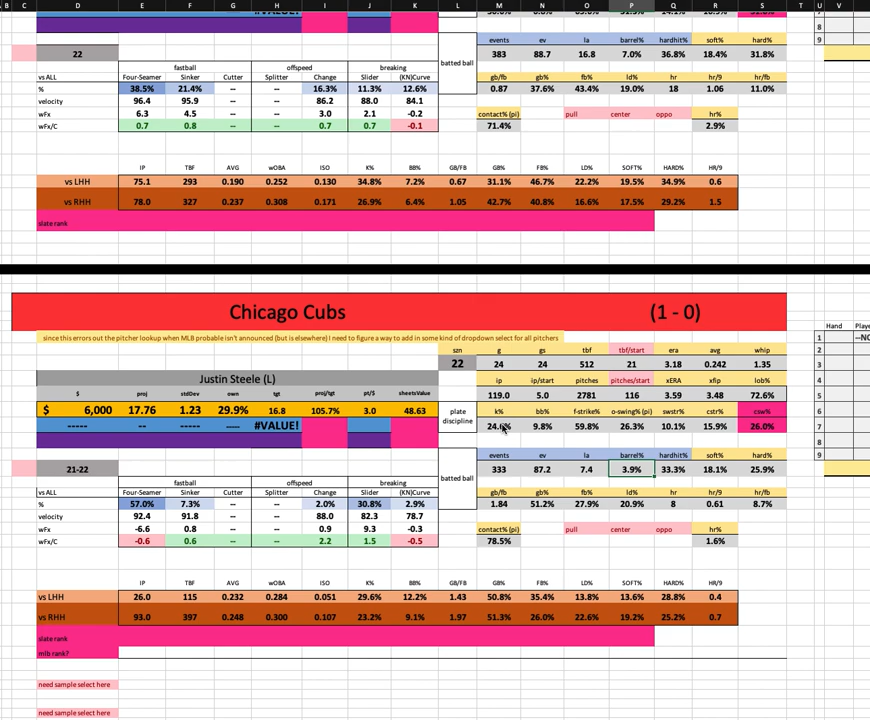 A B C D E F G H I J K L M N O P Q R S T U V
#VALUE!
8
9
22
events ev la barrel% hardhit% soft% hard%
383 88.7 16.8 7.0% 36.8% 18.4% 31.8%
batted ball
fastball offspeed breaking
vs ALL Four-Seamer Sinker Cutter Splitter Change Slider (KN)Curve
gb/fb gb% fb% ld% hr hr/9 hr/fb
% 38.5% 21.4% -- -- 16.3% 11.3% 12.6%
0.87 37.6% 43.4% 19.0% 18 1.06 11.0%
velocity 96.4 95.9 -- -- 86.2 88.0 84.1
wFx 6.3 4.5 -- -- 3.0 2.1 -0.2
contact% (pi) pull center oppo hr%
wFx/C 0.7 0.8 -- -- 0.7 0.7 -0.1
71.4% 2.9%
IP TBF AVG wOBA ISO K% BB% GB/FB GB% FB% LD% SOFT% HARD% HR/9
vs LHH 75.1 293 0.190 0.252 0.130 34.8% 7.2% 0.67 31.1% 46.7% 22.2% 19.5% 34.9% 0.6
vs RHH 78.0 327 0.237 0.308 0.171 26.9% 6.4% 1.05 42.7% 40.8% 16.6% 17.5% 29.2% 1.5
slate rank
Chicago Cubs (1 - 0)
Hand Playe
since this errors out the pitcher lookup when MLB probable isn't announced (but is elsewhere) I need to figure a way to add in some kind of dropdown select for all pitchers
1 --NO
szn g gs tbf tbf/start era avg whip
2
22 24 24 512 21 3.18 0.242 1.35
3
Justin Steele (L)
ip ip/start pitches pitches/start xERA xfip lob%
4
$ proj stdDev own tgt proj/tgt pt/$ sheetsValue
119.0 5.0 2781 116 3.59 3.48 72.6%
5
$ 6,000 17.76 1.23 29.9% 16.8 105.7% 3.0 48.63
plate discipline
k% bb% f-strike% o-swing% (pi) swstr% cstr% csw%
6
----- ----- ----- ----- #VALUE!
9.8% 59.8% 26.3% 10.1% 15.9% 26.0%
7
8
21-22
events ev la barrel% hardhit% soft% hard%
9
333 87.2 7.4 3.9% 33.3% 18.1% 25.9%
batted ball
fastball offspeed breaking
vs ALL Four-Seamer Sinker Cutter Splitter Change Slider (KN)Curve
gb/fb gb% fb% ld% hr hr/9 hr/fb
% 57.0% 7.3% -- -- 2.0% 30.8% 2.9%
1.84 51.2% 27.9% 20.9% 8 0.61 8.7%
velocity 92.4 91.8 -- -- 88.0 82.3 78.7
wFx -6.6 0.8 -- -- 0.9 9.3 -0.3
contact% (pi) pull center oppo hr%
wFx/C -0.6 0.6 -- -- 2.2 1.5 -0.5
78.5% 1.6%
IP TBF AVG wOBA ISO K% BB% GB/FB GB% FB% LD% SOFT% HARD% HR/9
vs LHH 26.0 115 0.232 0.284 0.051 29.6% 12.2% 1.43 50.8% 35.4% 13.8% 13.6% 28.8% 0.4
vs RHH 93.0 397 0.248 0.300 0.107 23.2% 9.1% 1.97 51.3% 26.0% 22.6% 19.2% 25.2% 0.7
slate rank
mlb rank?
need sample select here
need sample select here